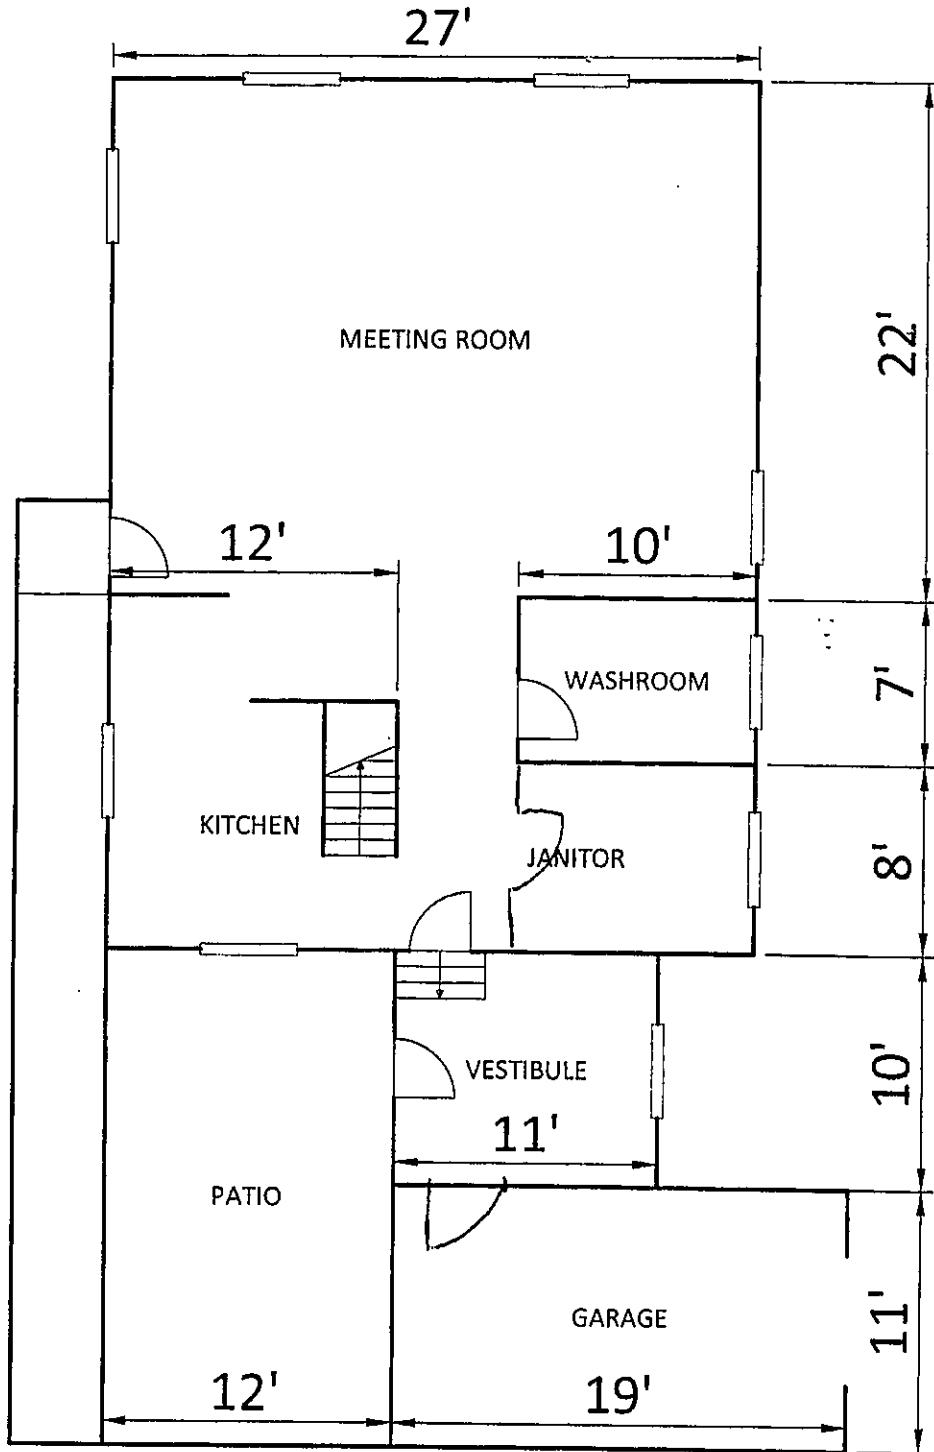 27'
MEETING ROOM
22'
12'
10'
WASHROOM
7'
KITCHEN
JANITOR
8'
VESTIBULE
10'
11'
PATIO
GARAGE
11'
12'
19'